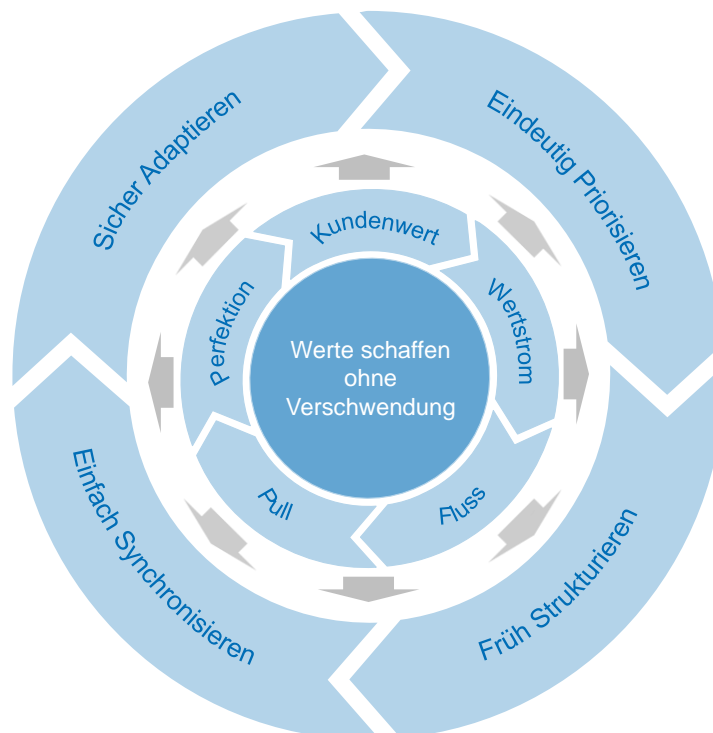 Sicher Adaptieren
Eindeutig Priorisieren
Kundenwert
Perfektion
Wertstrom
Werte schaffen
ohne
Verschwendung
Pull
Fluss
Einfach Synchronisieren
Früh Strukturieren